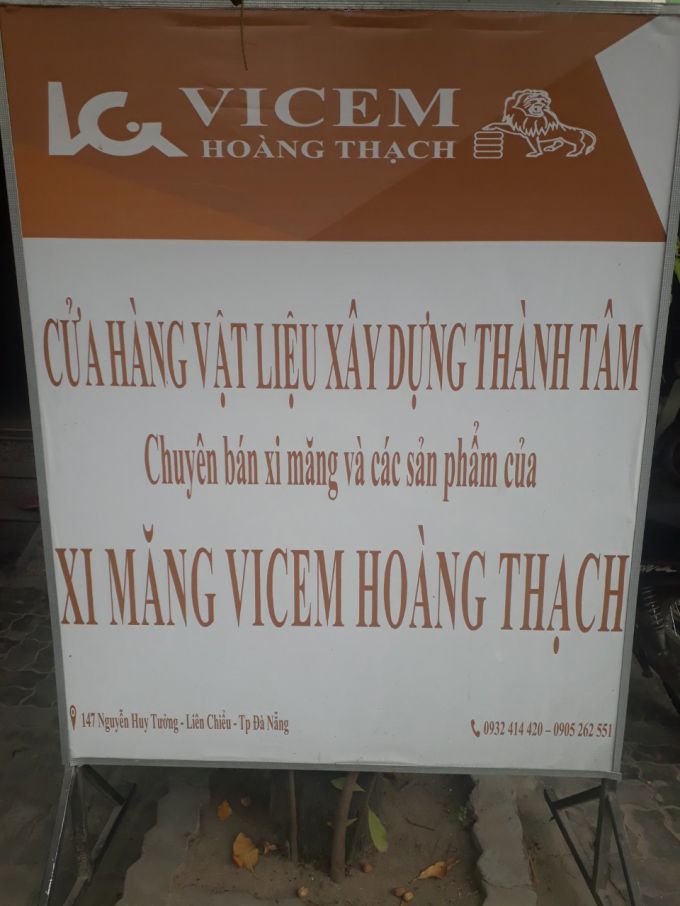 VICEM
HOÀNG THẠCH
CỬA HÀNG VẬT LIỆU XÂY DỰNG THÀNH TÂM
Chuyên bán xi măng và các sản phẩm của
XI MĂNG VICEM HOÀNG THẠCH
147 Nguyễn Huy Tưởng - Liên Chiểu - Tp Đà Nẵng
0932 414 420 – 0905 262 551